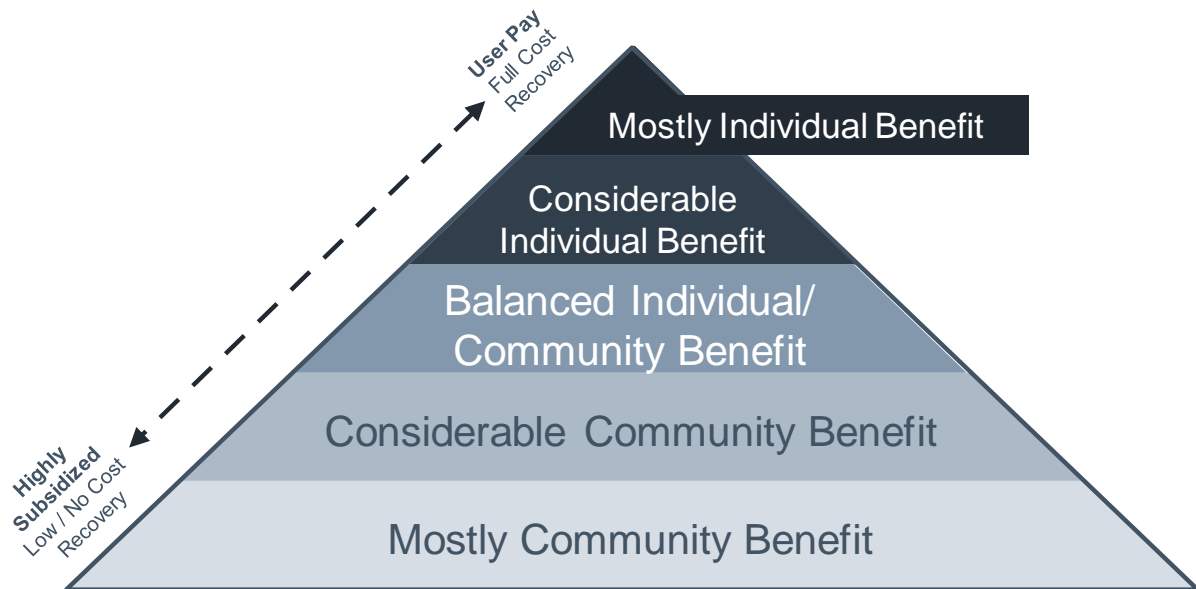 User Pay
Full Cost
Recovery
Mostly Individual Benefit
Considerable
Individual Benefit
Balanced Individual/
Community Benefit
Considerable Community Benefit
Highly
Subsidized
Low / No Cost
Recovery
Mostly Community Benefit